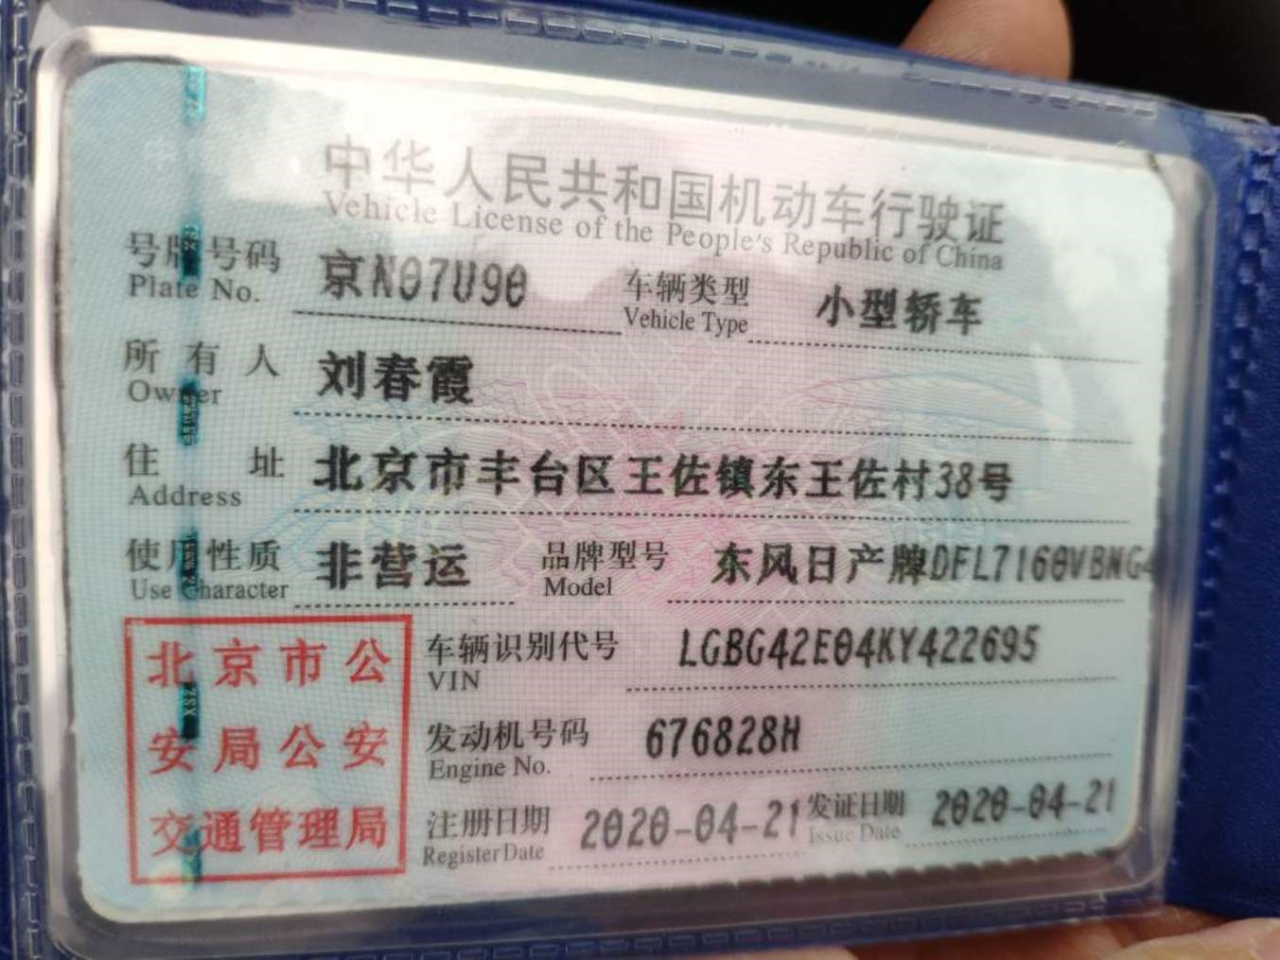 中华人民共和国机动车行驶证
Vehicle License of the People's Republic of China
号牌号码 京N07U90 车辆类型 小型轿车
Plate No. Vehicle Type
所有人 刘春霞
Owner
住址 北京市丰台区王佐镇东王佐村38号
Address
使用性质 非营运 品牌型号 东风日产牌DFL7160VBNG4
Use Character Model
北京市公
安局公安
交通管理局
车辆识别代号 LGBG42E04KY422695
VIN
发动机号码 676828H
Engine No.
注册日期 2020-04-21 发证日期 2020-04-21
Register Date Issue Date